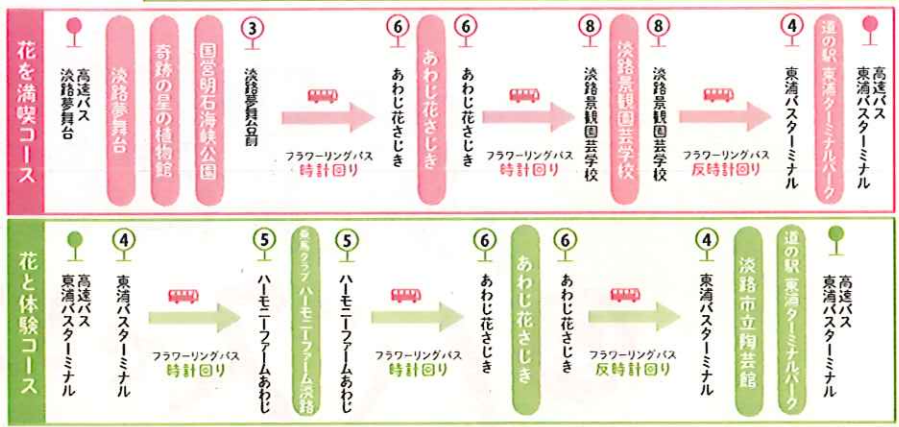 花を満喫コース
高速バス
淡路夢舞台
淡路夢舞台
奇跡の星の植物館
国営明石海峡公園
③
淡路夢舞台前
フラワーリングバス
時計回り
⑥
あわじ花さじき
あわじ花さじき
⑥
あわじ花さじき
フラワーリングバス
時計回り
⑧
淡路景観園芸学校
淡路景観園芸学校
⑧
淡路景観園芸学校
フラワーリングバス
反時計回り
④
東浦バスターミナル
道の駅 東浦ターミナルパーク
高速バス
東浦バスターミナル
花と体験コース
高速バス
東浦バスターミナル
④
東浦バスターミナル
フラワーリングバス
時計回り
⑤
ハーモニーファームあわじ
乗馬クラブ ハーモニーファーム淡路
⑤
ハーモニーファームあわじ
フラワーリングバス
時計回り
⑥
あわじ花さじき
あわじ花さじき
⑥
あわじ花さじき
フラワーリングバス
反時計回り
④
東浦バスターミナル
淡路市立陶芸館
道の駅 東浦ターミナルパーク
高速バス
東浦バスターミナル